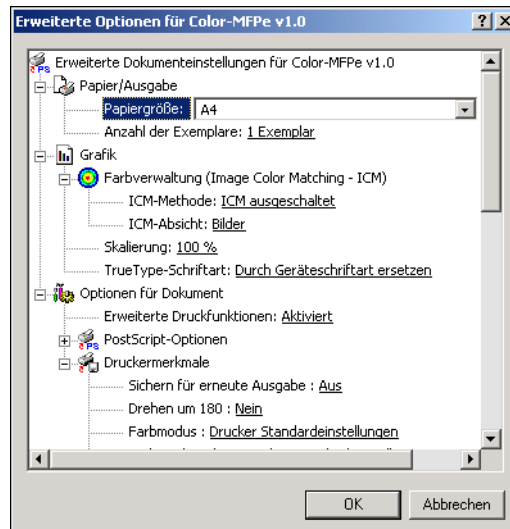 Erweiterte Optionen für Color-MFPe v1.0
Erweiterte Dokumenteinstellungen für Color-MFPe v1.0
Papier/Ausgabe
Papiergröße: A4
Anzahl der Exemplare: 1 Exemplar
Grafik
Farbverwaltung (Image Color Matching - ICM)
ICM-Methode: ICM ausgeschaltet
ICM-Absicht: Bilder
Skalierung: 100 %
TrueType-Schriftart: Durch Geräteschriftart ersetzen
Optionen für Dokument
Erweiterte Druckfunktionen: Aktiviert
PostScript-Optionen
Druckermerkmale
Sichern für erneute Ausgabe : Aus
Drehen um 180 : Nein
Farbmodus : Drucker Standardeinstellungen
OK Abbrechen